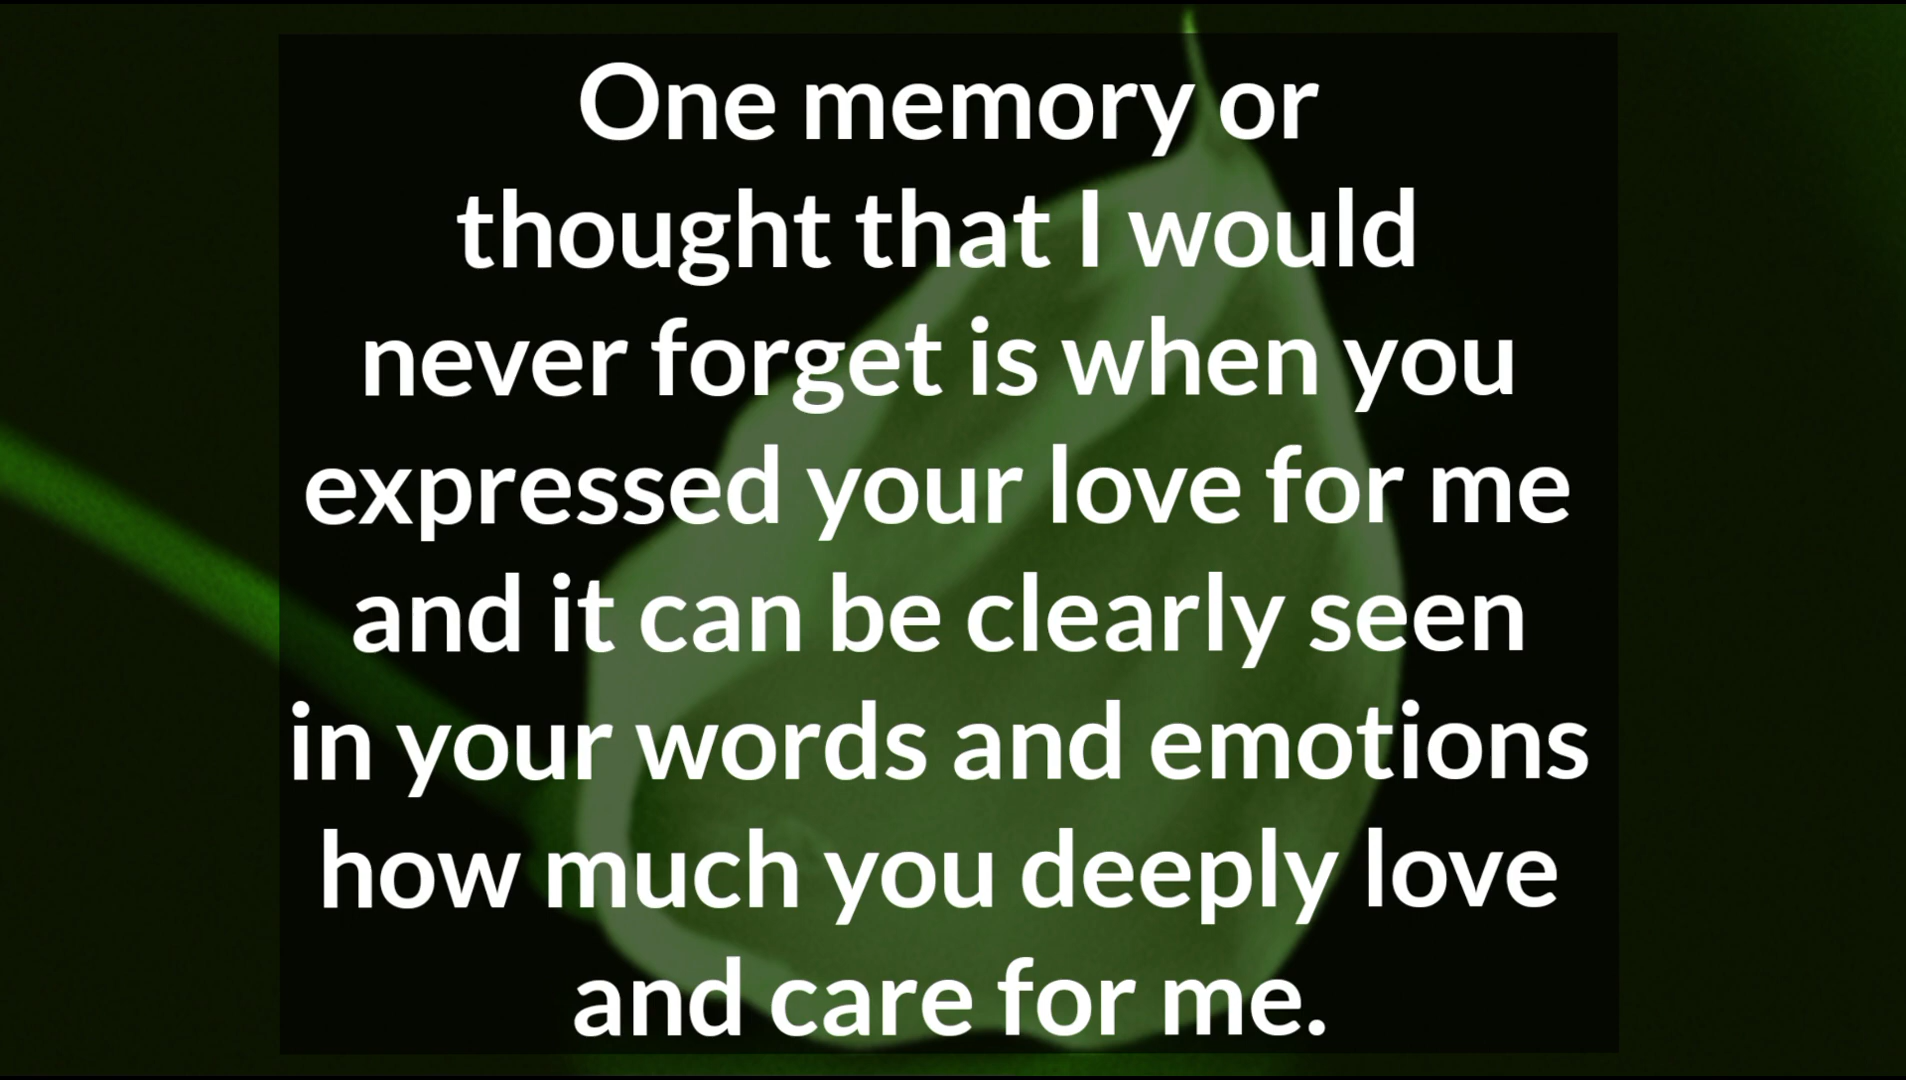 One memory or
thought that I would
never forget is when you
expressed your love for me
and it can be clearly seen
in your words and emotions
how much you deeply love
and care for me.